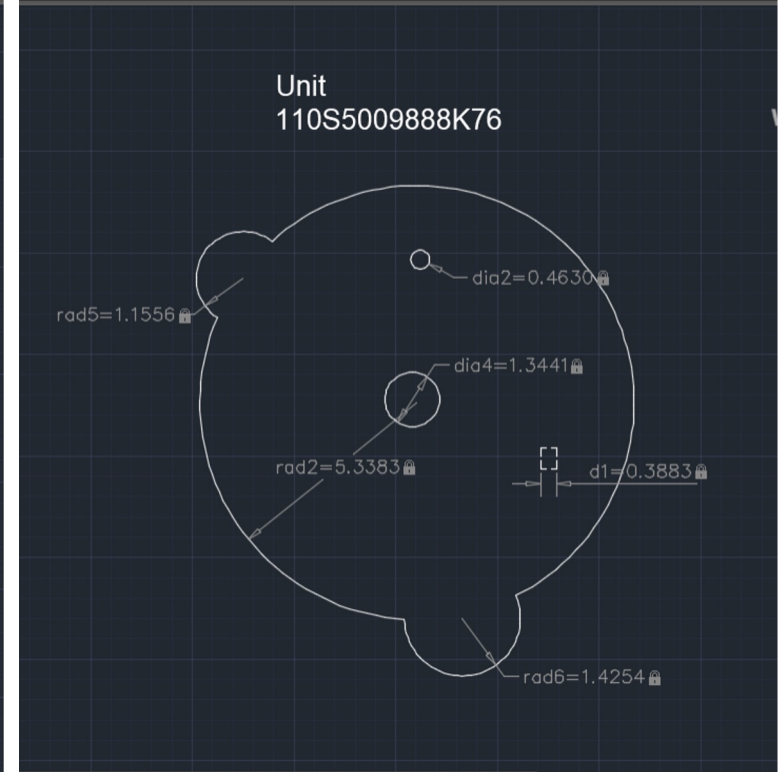 Unit
110S5009888K76
dia2=0.4630
rad5=1.1556
dia4=1.3441
rad2=5.3383
d1=0.3883
rad6=1.4254